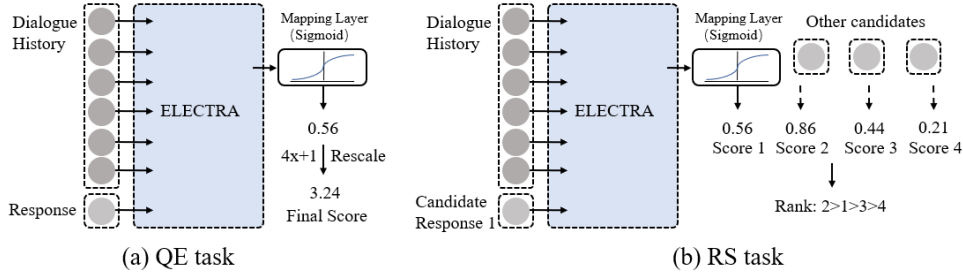 Dialogue
History
ELECTRA
Response
Mapping Layer
(Sigmoid)
0.56
4x+1 Rescale
3.24
Final Score
(a) QE task
Dialogue
History
ELECTRA
Candidate
Response 1
Mapping Layer
(Sigmoid)
Other candidates
0.56 0.86 0.44 0.21
Score 1 Score 2 Score 3 Score 4
Rank: 2>1>3>4
(b) RS task